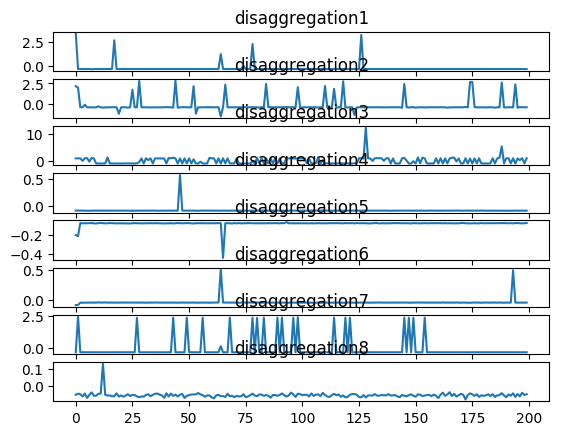 disaggregation1
2.5
0.0
disaggregation2
2.5
0.0
disaggregation3
10
0
disaggregation4
0.5
0.0
disaggregation5
−0.2
−0.4
disaggregation6
0.5
0.0
disaggregation7
2.5
0.0
disaggregation8
0.1
0.0
0 25 50 75 100 125 150 175 200